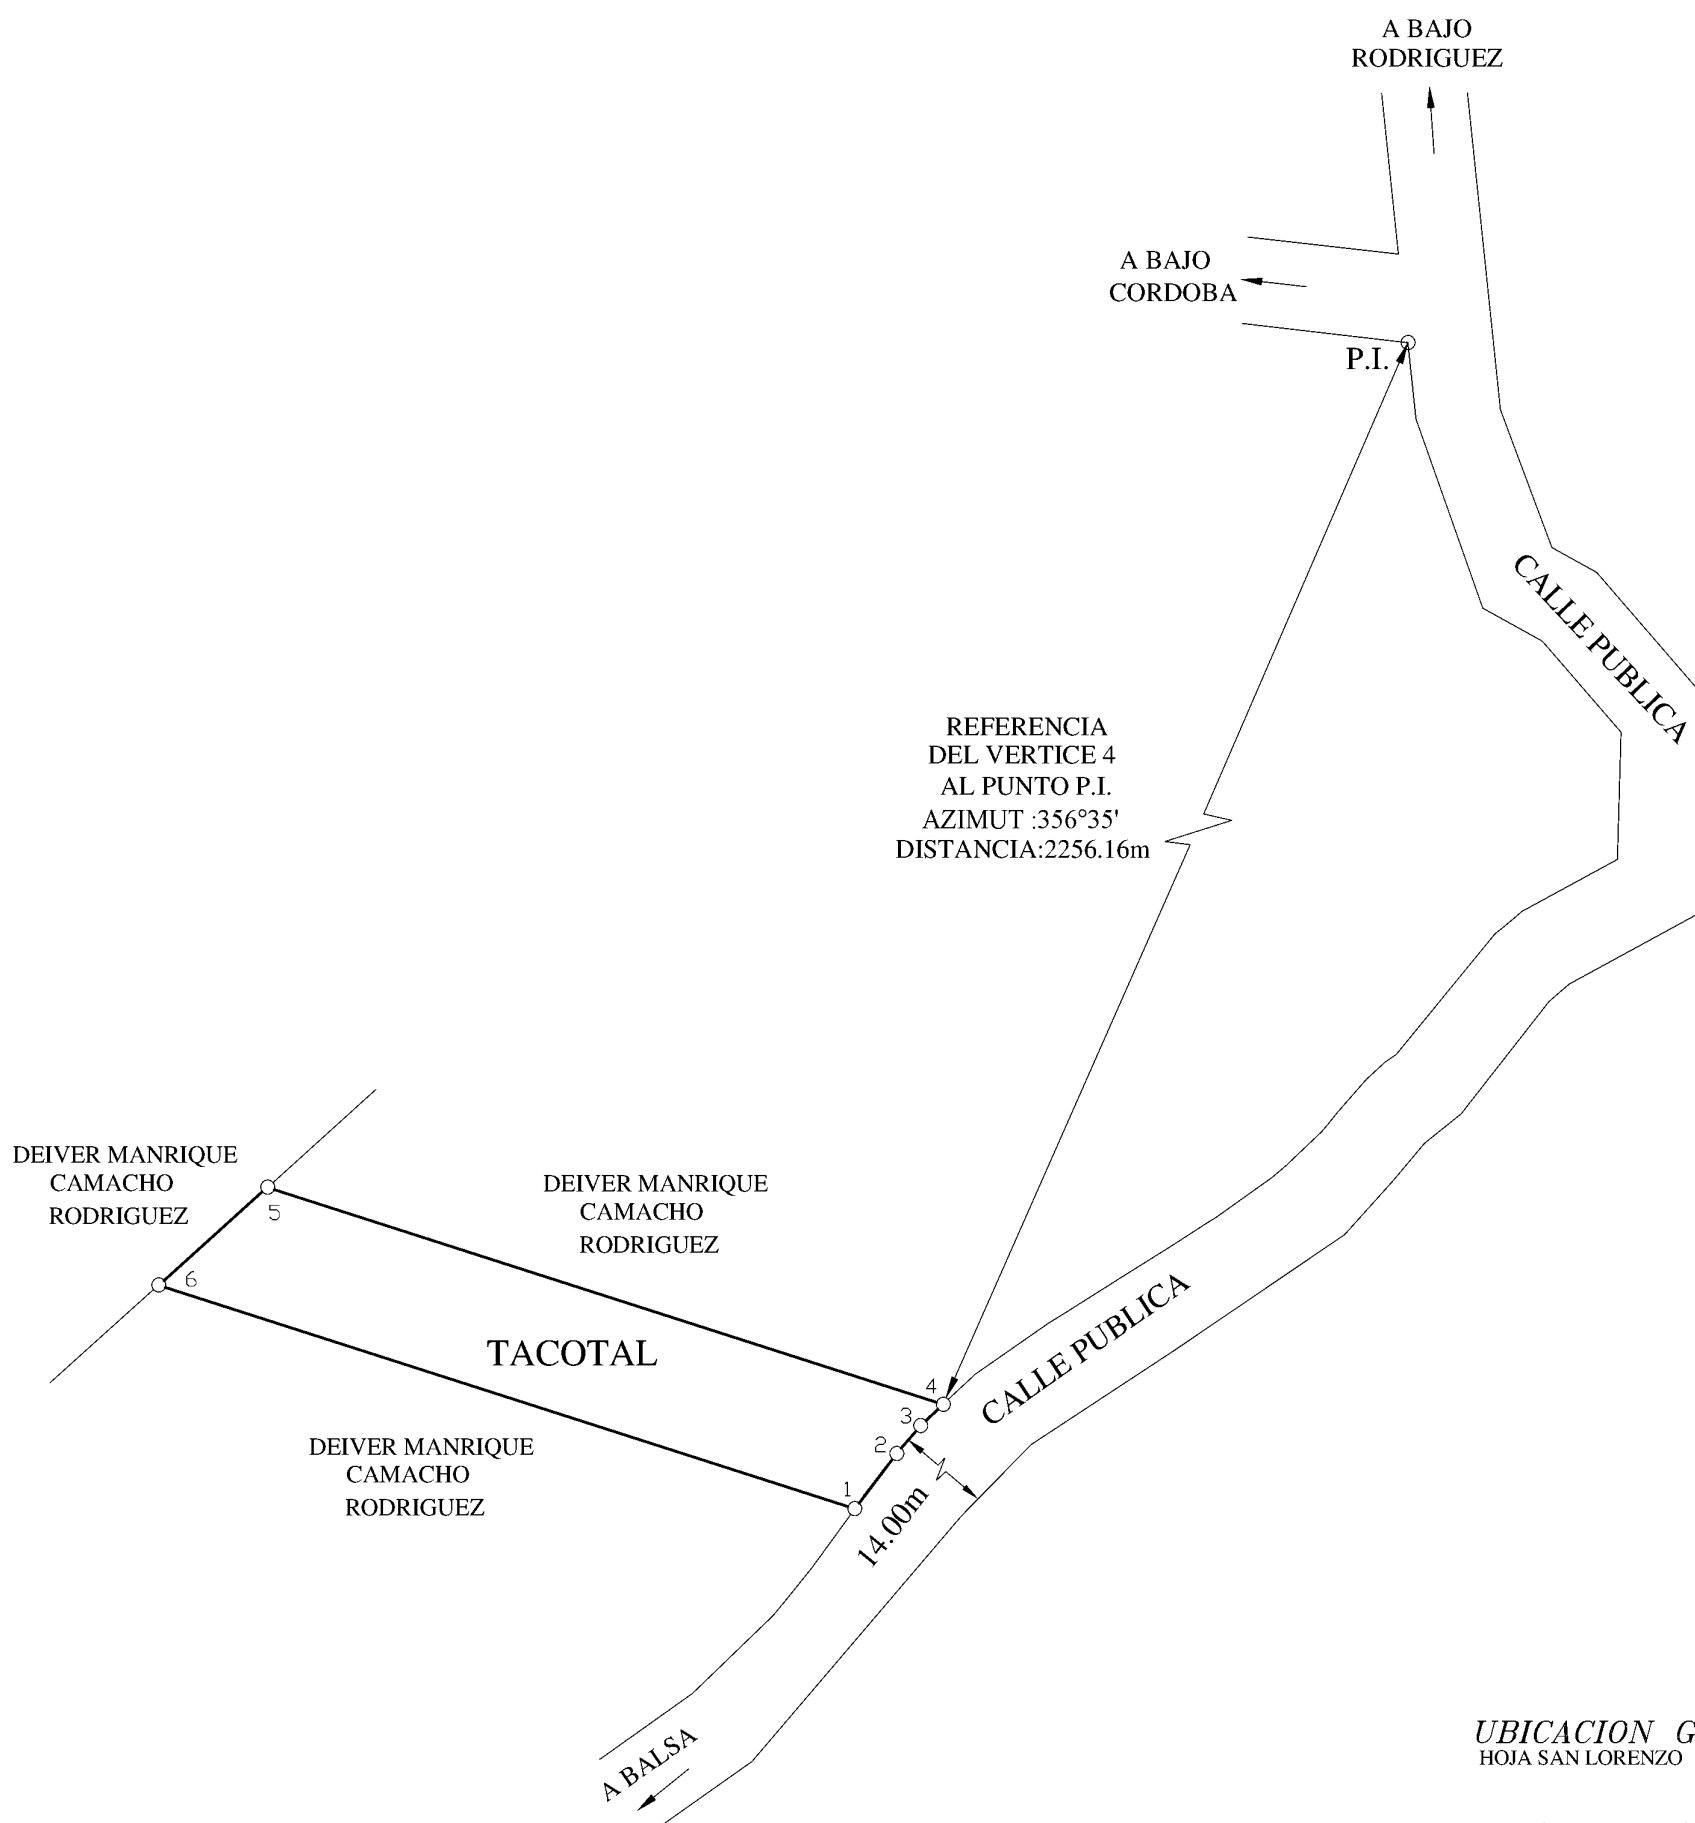 A BAJO
RODRIGUEZ
A BAJO
CORDOBA
P.I.
CALLE PUBLICA
REFERENCIA
DEL VERTICE 4
AL PUNTO P.I.
AZIMUT :356°35'
DISTANCIA:2256.16m
DEIVER MANRIQUE
CAMACHO
RODRIGUEZ
5
6
DEIVER MANRIQUE
CAMACHO
RODRIGUEZ
TACOTAL
4
3
2
1
CALLE PUBLICA
14.00m
DEIVER MANRIQUE
CAMACHO
RODRIGUEZ
A BALSA
UBICACION G
HOJA SAN LORENZO